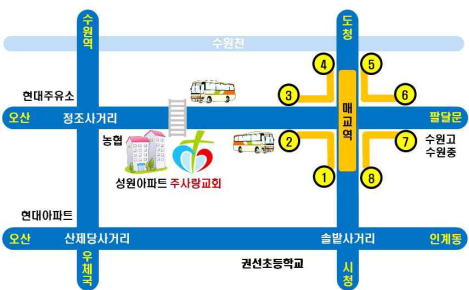 수원역
도청
수원천
현대주유소
④
⑤
③
⑥
오산
정조사거리
매교역
팔달문
농협
②
⑦
수원고
수원중
성원아파트
주사랑교회
①
⑧
현대아파트
오산
산제당사거리
솔밭사거리
인계동
우체국
권선초등학교
시청